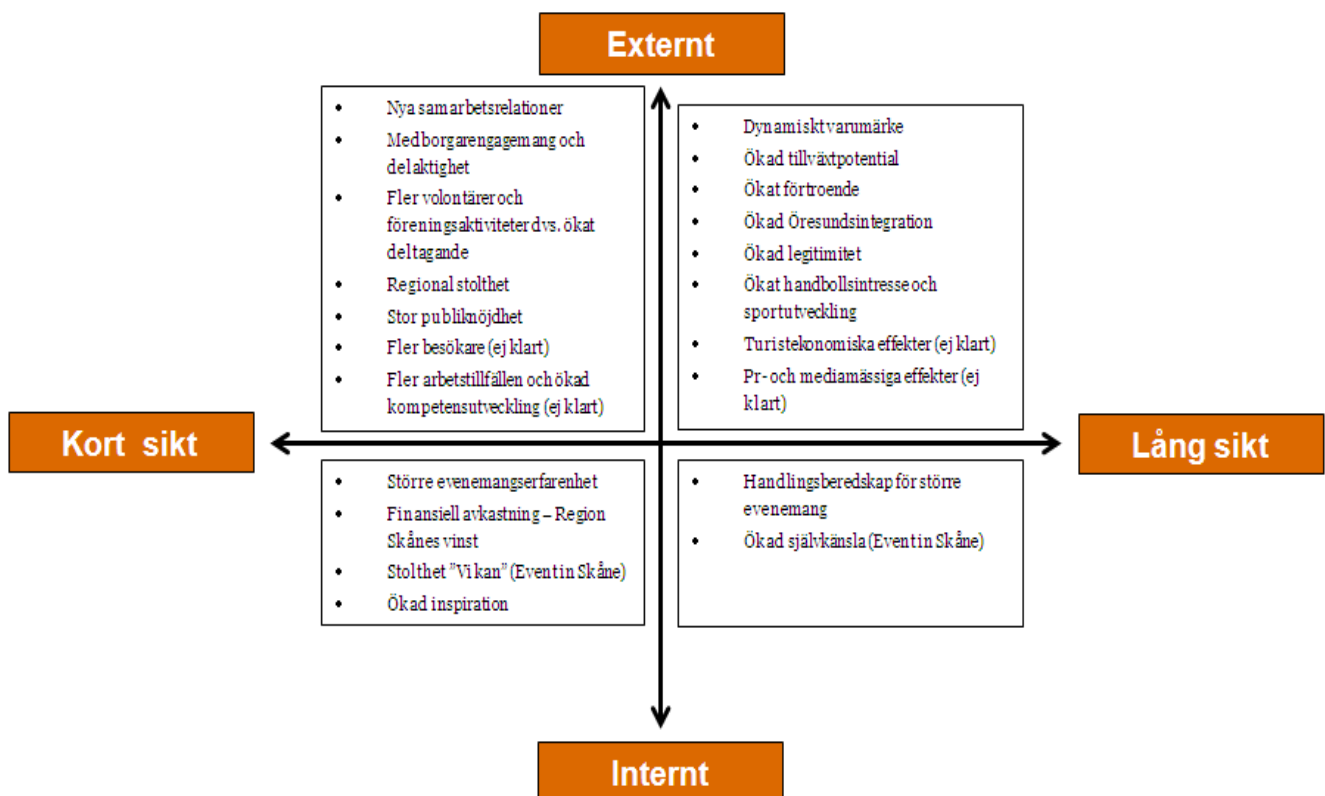 Externt
• Nya samarbetsrelationer
• Medborgarengagemang och
delaktighet
• Fler volontärer och
föreningsaktiviteter dvs. ökat
deltagande
• Regional stolthet
• Stor publiknöjdhet
• Fler besökare (ej klart)
• Fler arbetstillfällen och ökad
kompetensutveckling (ej klart)
• Dynamiskt varumärke
• Ökad tillväxtpotential
• Ökat förtroende
• Ökad Öresundsintegration
• Ökad legitimitet
• Ökat handbollsintresse och
sportutveckling
• Turistekonomiska effekter (ej klart)
• Pr- och mediamässiga effekter (ej
klart)
Kort sikt
Lång sikt
• Större evenemangserfarenhet
• Finansiell avkastning – Region
Skånes vinst
• Stolthet ”Vi kan” (Event in Skåne)
• Ökad inspiration
• Handlingsberedskap för större
evenemang
• Ökad självkänsla (Event in Skåne)
Internt